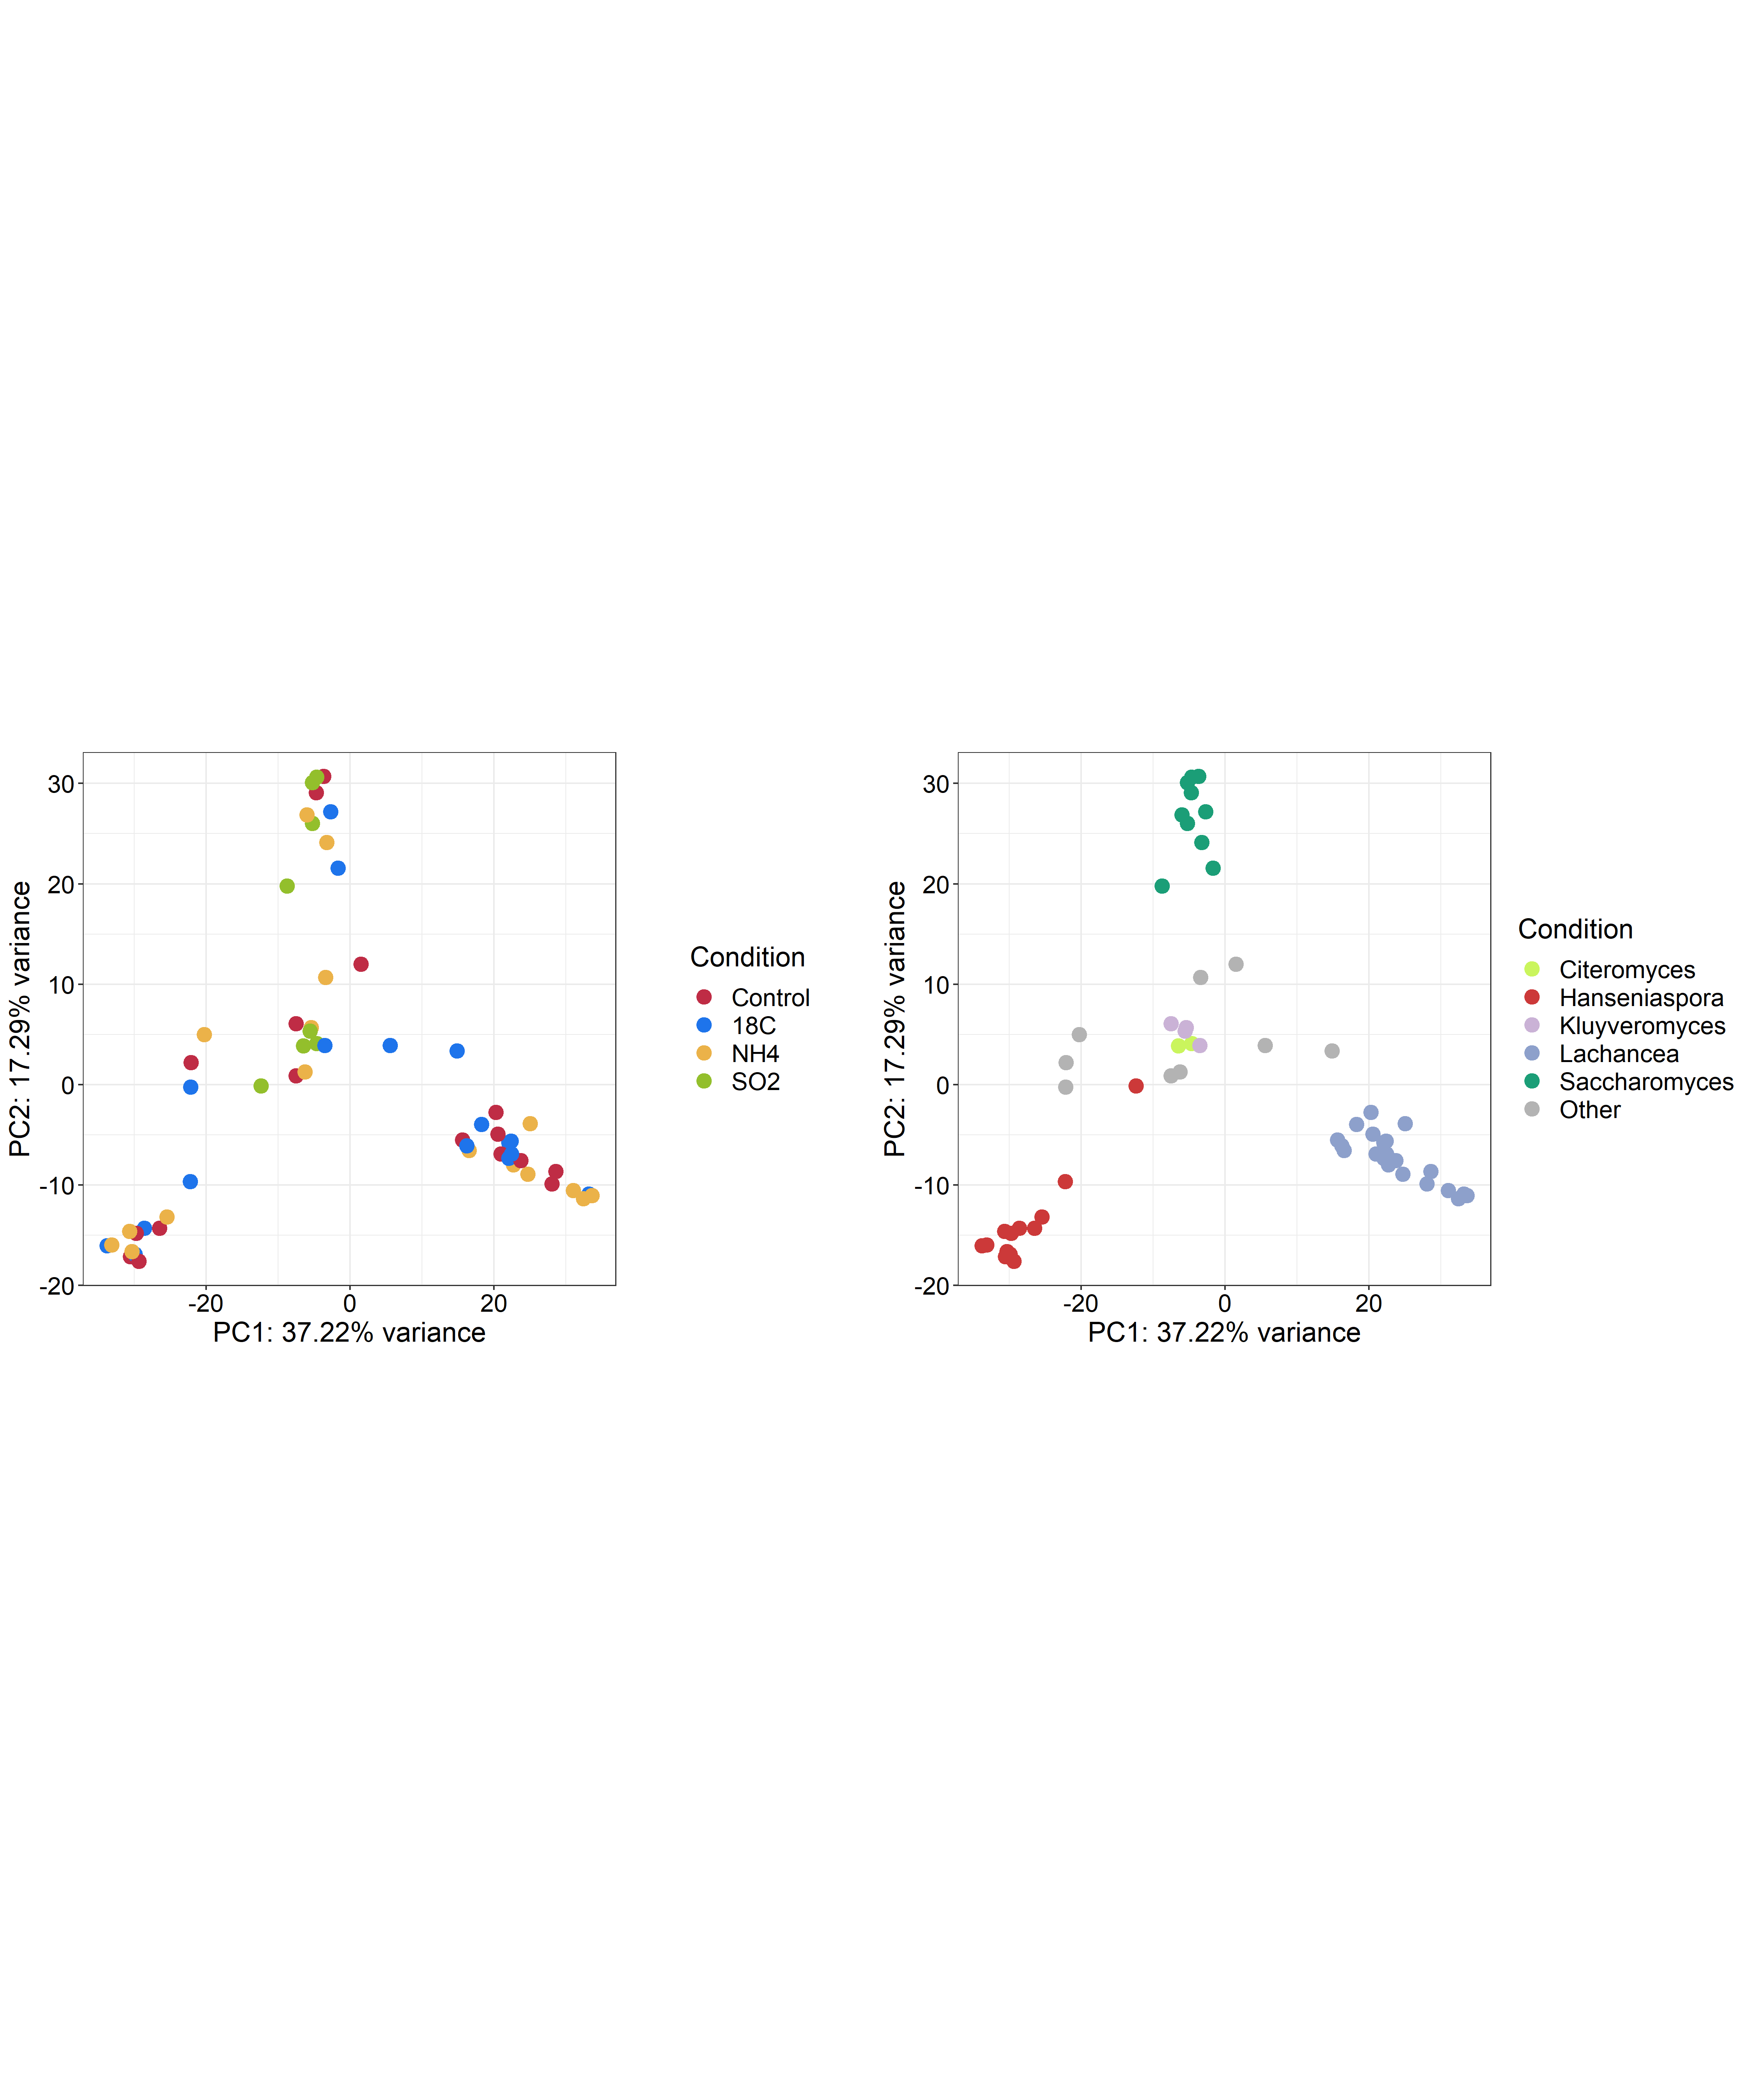 30
20
10
0
-10
-20
-20 0 20
PC1: 37.22% variance
PC2: 17.29% variance
Condition
Control
18C
NH4
SO2
30
20
10
0
-10
-20
-20 0 20
PC1: 37.22% variance
PC2: 17.29% variance
Condition
Citeromyces
Hanseniaspora
Kluyveromyces
Lachancea
Saccharomyces
Other